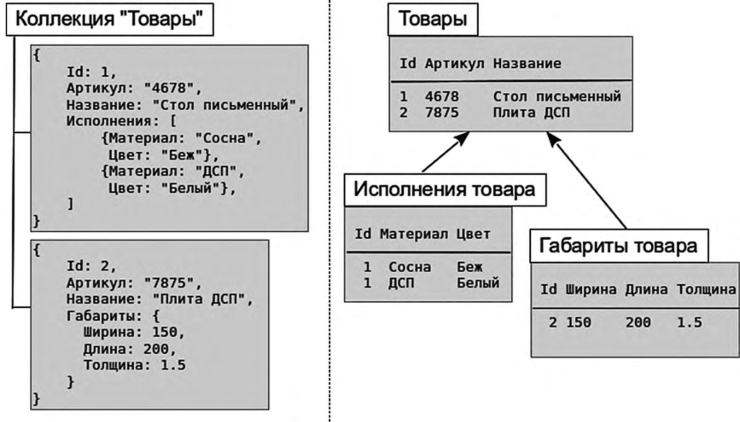 Коллекция "Товары"
{
Id: 1,
Артикул: "4678",
Название: "Стол письменный",
Исполнения: [
{Материал: "Сосна",
Цвет: "Беж"},
{Материал: "ДСП",
Цвет: "Белый"},
]
}
{
Id: 2,
Артикул: "7875",
Название: "Плита ДСП",
Габариты: {
Ширина: 150,
Длина: 200,
Толщина: 1.5
}
}
Товары
Id Артикул Название
1 4678 Стол письменный
2 7875 Плита ДСП
Исполнения товара
Id Материал Цвет
1 Сосна Беж
1 ДСП Белый
Габариты товара
Id Ширина Длина Толщина
2 150 200 1.5